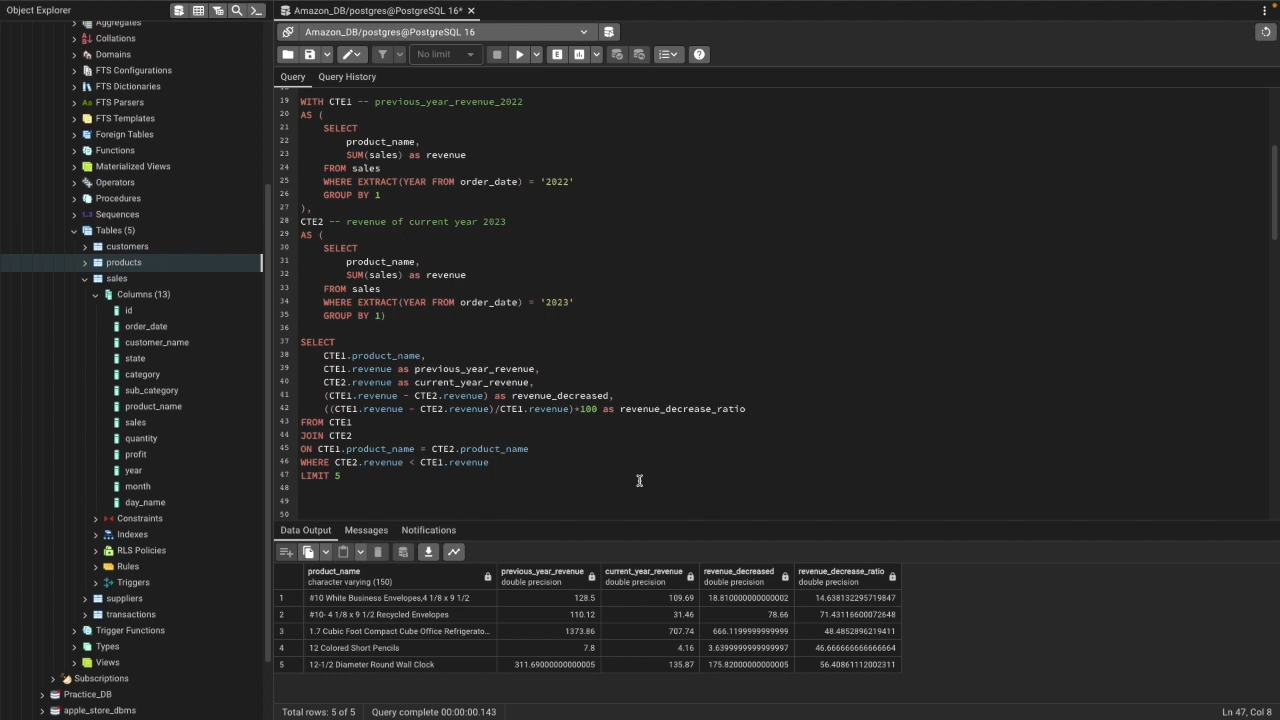 Object Explorer
Amazon_DB/postgres@PostgreSQL 16*
Amazon_DB/postgres@PostgreSQL 16
No limit
Query
Query History
Aggregates
Collations
Domains
FTS Configurations
FTS Dictionaries
Aa FTS Parsers
FTS Templates
Foreign Tables
Functions
Materialized Views
Operators
Procedures
1..3 Sequences
Tables (5)
customers
products
sales
Columns (13)
id
order_date
customer_name
state
category
sub_category
product_name
sales
quantity
profit
year
month
day_name
Constraints
Indexes
RLS Policies
Rules
Triggers
suppliers
transactions
Trigger Functions
Types
Views
Subscriptions
Practice_DB
apple_store_dbms
19 WITH CTE1 -- previous_year_revenue_2022
20 AS (
21 SELECT
22 product_name,
23 SUM(sales) as revenue
24 FROM sales
25 WHERE EXTRACT(YEAR FROM order_date) = '2022'
26 GROUP BY 1
27 ),
28 CTE2 -- revenue of current year 2023
29 AS (
30 SELECT
31 product_name,
32 SUM(sales) as revenue
33 FROM sales
34 WHERE EXTRACT(YEAR FROM order_date) = '2023'
35 GROUP BY 1)
36
37 SELECT
38 CTE1.product_name,
39 CTE1.revenue as previous_year_revenue,
40 CTE2.revenue as current_year_revenue,
41 (CTE1.revenue - CTE2.revenue) as revenue_decreased,
42 ((CTE1.revenue - CTE2.revenue)/CTE1.revenue)*100 as revenue_decrease_ratio
43 FROM CTE1
44 JOIN CTE2
45 ON CTE1.product_name = CTE2.product_name
46 WHERE CTE2.revenue < CTE1.revenue
47 LIMIT 5
48
49
50
Data Output
Messages
Notifications
product_name previous_year_revenue current_year_revenue revenue_decreased revenue_decrease_ratio
character varying (150) double precision double precision double precision double precision
1 #10 White Business Envelopes,4 1/8 x 9 1/2 128.5 109.69 18.810000000000002 14.638132295719847
2 #10- 4 1/8 x 9 1/2 Recycled Envelopes 110.12 31.46 78.66 71.43116600072648
3 1.7 Cubic Foot Compact Cube Office Refrigerato... 1373.86 707.74 666.1199999999999 48.4852896219411
4 12 Colored Short Pencils 7.8 4.16 3.6399999999999997 46.666666666666664
5 12-1/2 Diameter Round Wall Clock 311.69000000000005 135.87 175.82000000000005 56.40861112002311
Total rows: 5 of 5
Query complete 00:00:00.143
Ln 47, Col 8